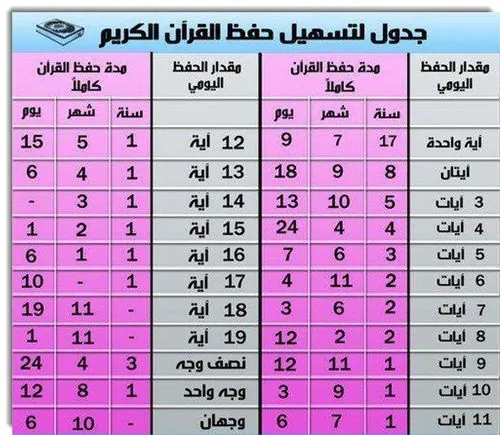 جدول لتسهيل حفظ القرآن الكريم
مقدار الحفظ اليومي | مدة حفظ القرآن كاملاً | مقدار الحفظ اليومي | مدة حفظ القرآن كاملاً
سنة | شهر | يوم | سنة | شهر | يوم
آية واحدة | 17 | 7 | 9 | 12 آية | 1 | 5 | 15
آيتان | 8 | 9 | 18 | 13 آية | 1 | 4 | 6
3 آيات | 5 | 10 | 13 | 14 آية | 1 | 3 | -
4 آيات | 4 | 4 | 24 | 15 آية | 1 | 2 | 1
5 آيات | 3 | 6 | 7 | 16 آية | 1 | 1 | 6
6 آيات | 2 | 11 | 4 | 17 آية | 1 | - | 10
7 آيات | 2 | 6 | 3 | 18 آية | - | 11 | 19
8 آيات | 2 | 2 | 12 | 19 آية | - | 11 | 1
9 آيات | 1 | 11 | 12 | نصف وجه | 3 | 4 | 24
10 آيات | 1 | 9 | 3 | وجه واحد | 1 | 8 | 12
11 آيات | 1 | 7 | 6 | وجهان | - | 10 | 6